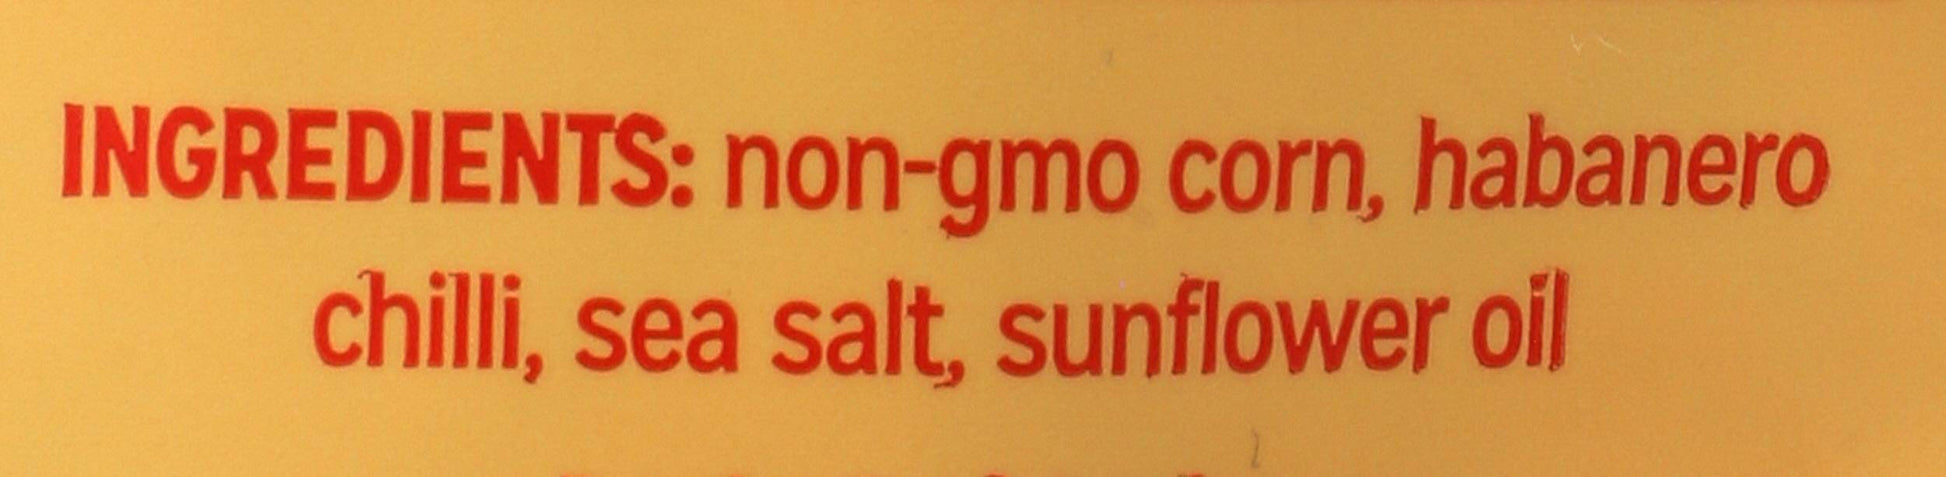 INGREDIENTS: non-gmo corn, habanero
chilli, sea salt, sunflower oil